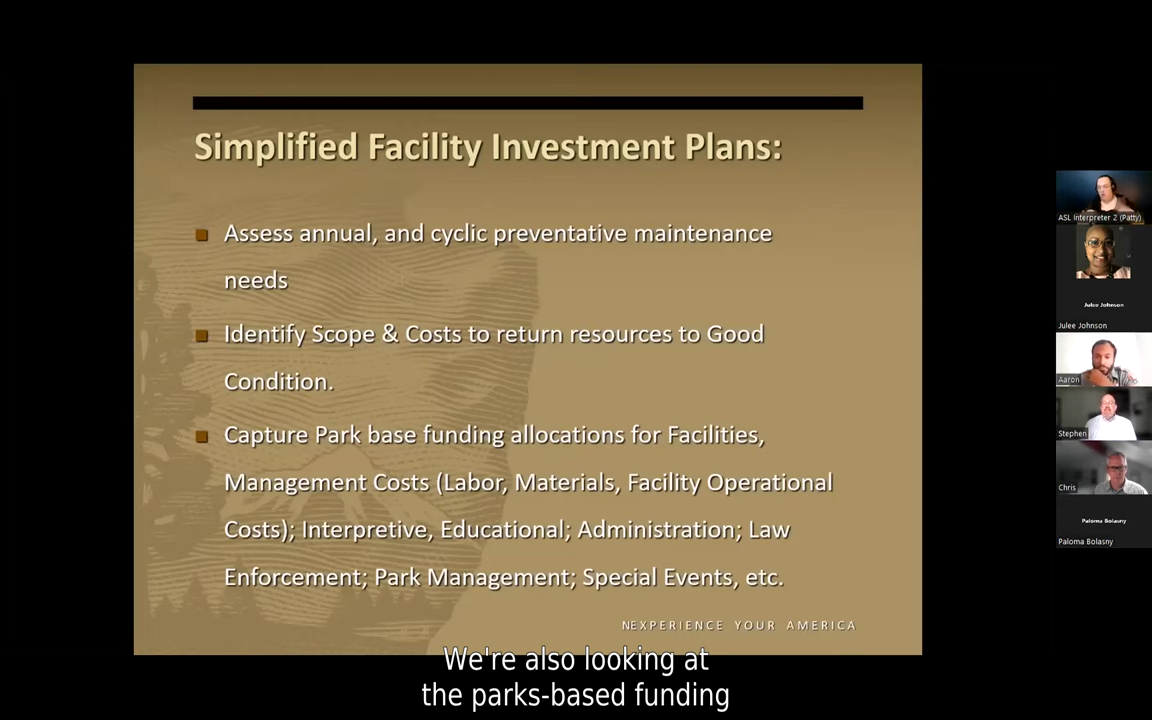 Simplified Facility Investment Plans:
Assess annual, and cyclic preventative maintenance
needs
Identify Scope & Costs to return resources to Good
Condition.
Capture Park base funding allocations for Facilities,
Management Costs (Labor, Materials, Facility Operational
Costs); Interpretive, Educational; Administration; Law
Enforcement; Park Management; Special Events, etc.
NEXPERIENCE YOUR AMERICA
We're also looking at
the parks-based funding
ASL Interpreter 2 (Patty)
Julee Johnson
Julee Johnson
Aaron
Stephen
Chris
Paloma Bolasny
Paloma Bolasny